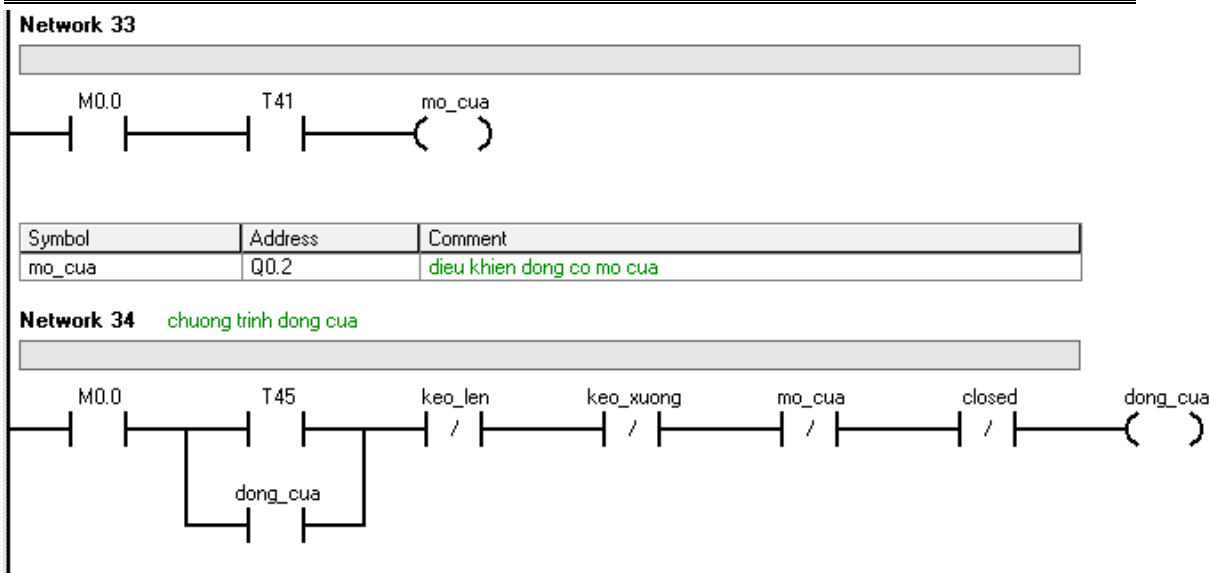 Network 33
M0.0 T41 mo_cua
Symbol Address Comment
mo_cua Q0.2 dieu khien dong co mo cua
Network 34 chuong trinh dong cua
M0.0 T45 keo_len keo_xuong mo_cua closed dong_cua
/ / / /
dong_cua